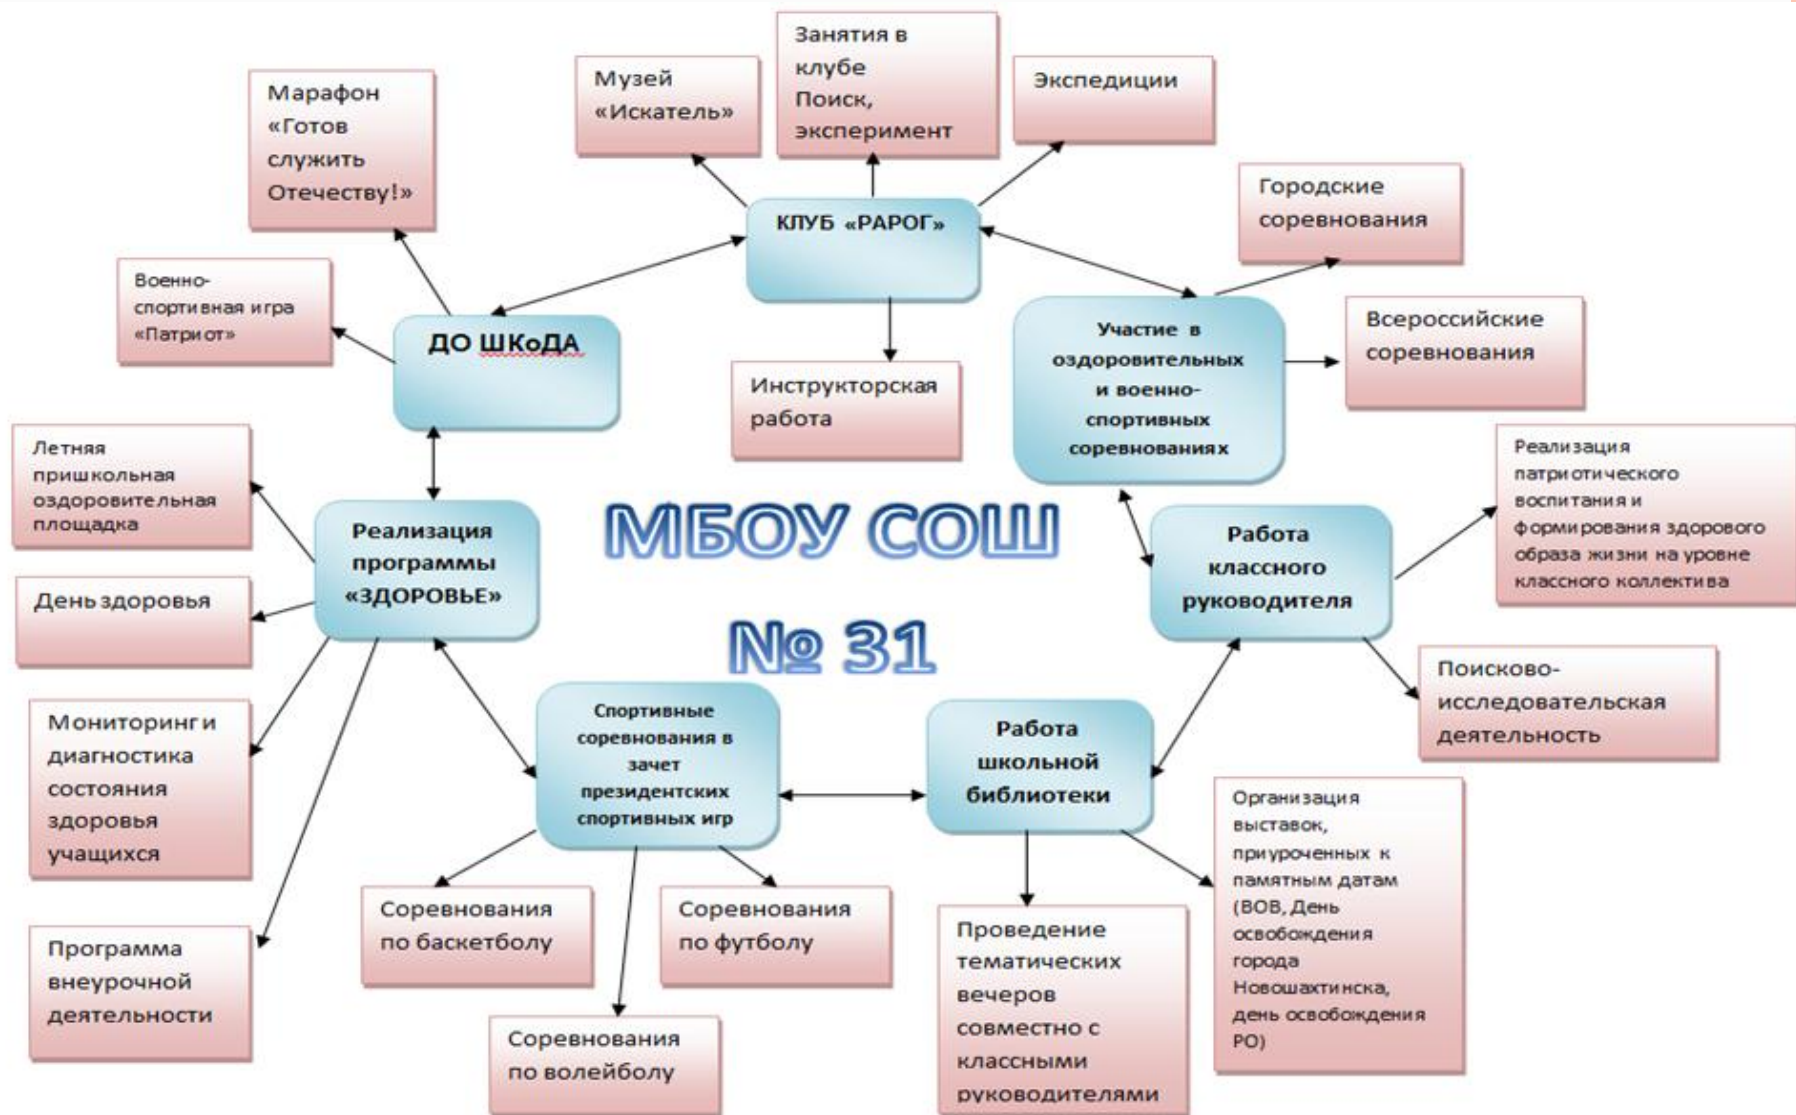 Занятия в
клубе
Поиск,
эксперимент
Музей
«Искатель»
Экспедиции
Марафон
«Готов
служить
Отечеству!»
Городские
соревнования
КЛУБ «РАРОГ»
Военно-
спортивная игра
«Патриот»
ДО ШКоДА
Участие в
оздоровительных
и военно-
спортивных
соревнованиях
Всероссийские
соревнования
Инструкторская
работа
Летняя
пришкольная
оздоровительная
площадка
Реализация
патриотического
воспитания и
формирования здорового
образа жизни на уровне
классного коллектива
Реализация
программы
«ЗДОРОВЬЕ»
МБОУ СОШ
№ 31
Работа
классного
руководителя
День здоровья
Поисково-
исследовательская
деятельность
Мониторинг и
диагностика
состояния
здоровья
учащихся
Спортивные
соревнования в
зачет
президентских
спортивных игр
Работа
школьной
библиотеки
Организация
выставок,
приуроченных к
памятным датам
(ВОВ, День
освобождения
города
Новошахтинска,
день освобождения
РО)
Соревнования
по баскетболу
Соревнования
по футболу
Проведение
тематических
вечеров
совместно с
классными
руководителями
Программа
внеурочной
деятельности
Соревнования
по волейболу